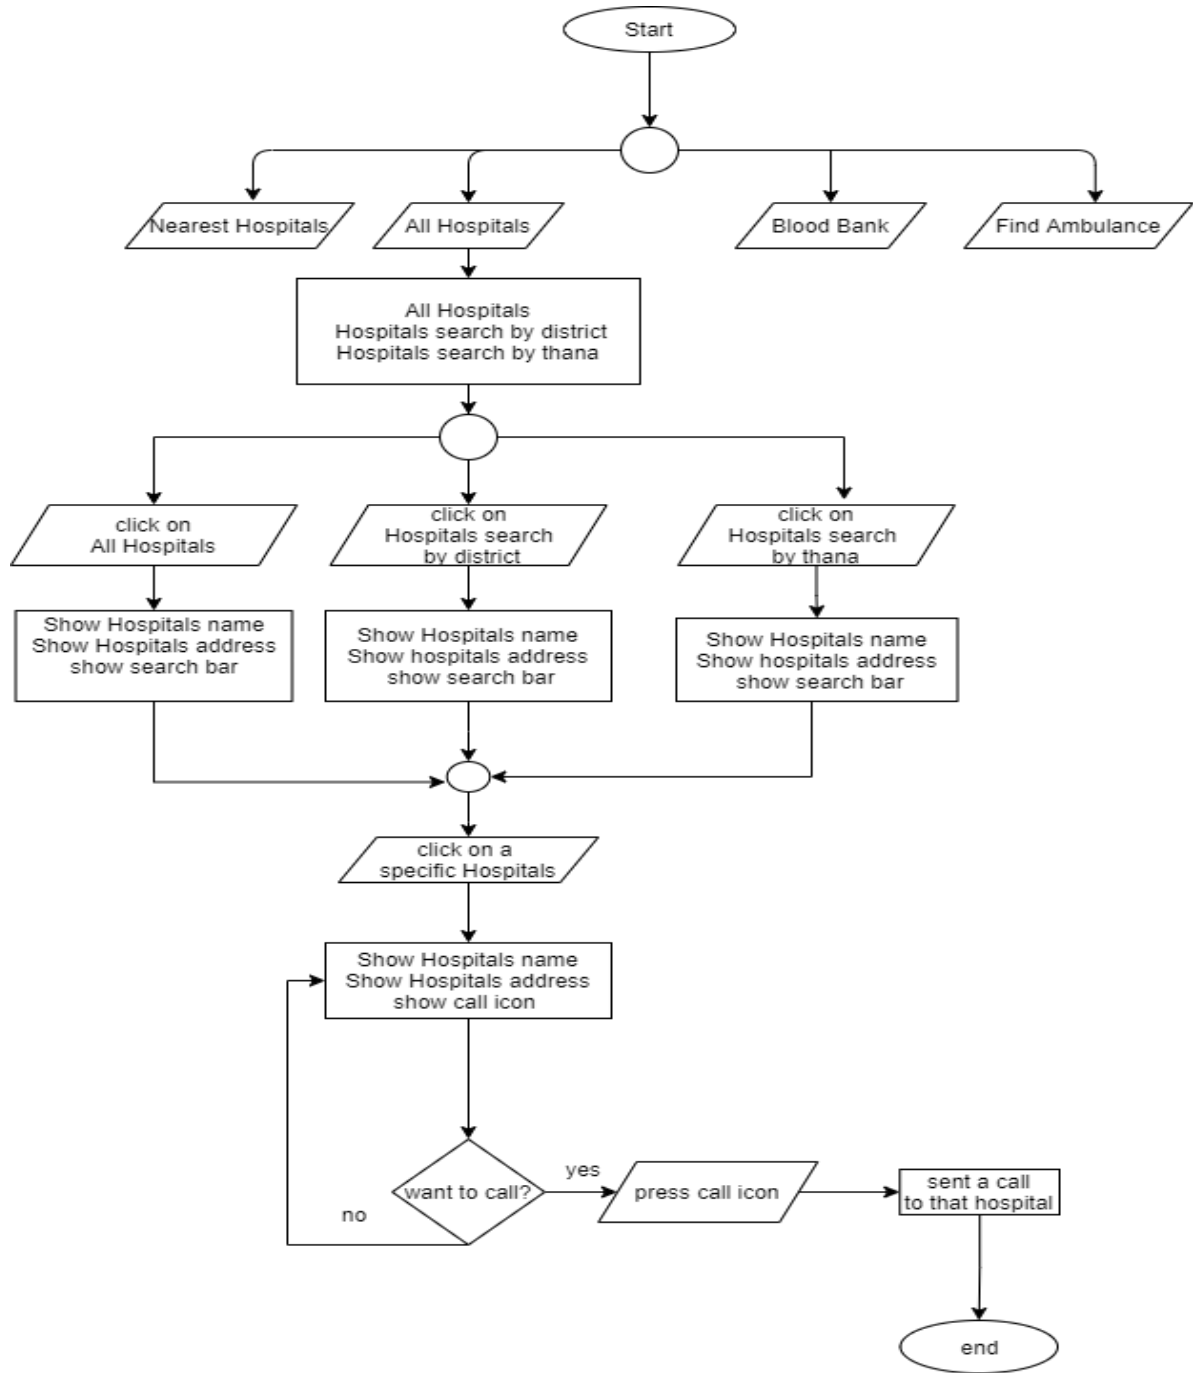 Start
Nearest Hospitals
All Hospitals
Blood Bank
Find Ambulance
All Hospitals
Hospitals search by district
Hospitals search by thana
click on
All Hospitals
click on
Hospitals search
by district
click on
Hospitals search
by thana
Show Hospitals name
Show Hospitals address
show search bar
Show Hospitals name
Show hospitals address
show search bar
Show Hospitals name
Show hospitals address
show search bar
click on a
specific Hospitals
Show Hospitals name
Show Hospitals address
show call icon
want to call?
yes
no
press call icon
sent a call
to that hospital
end